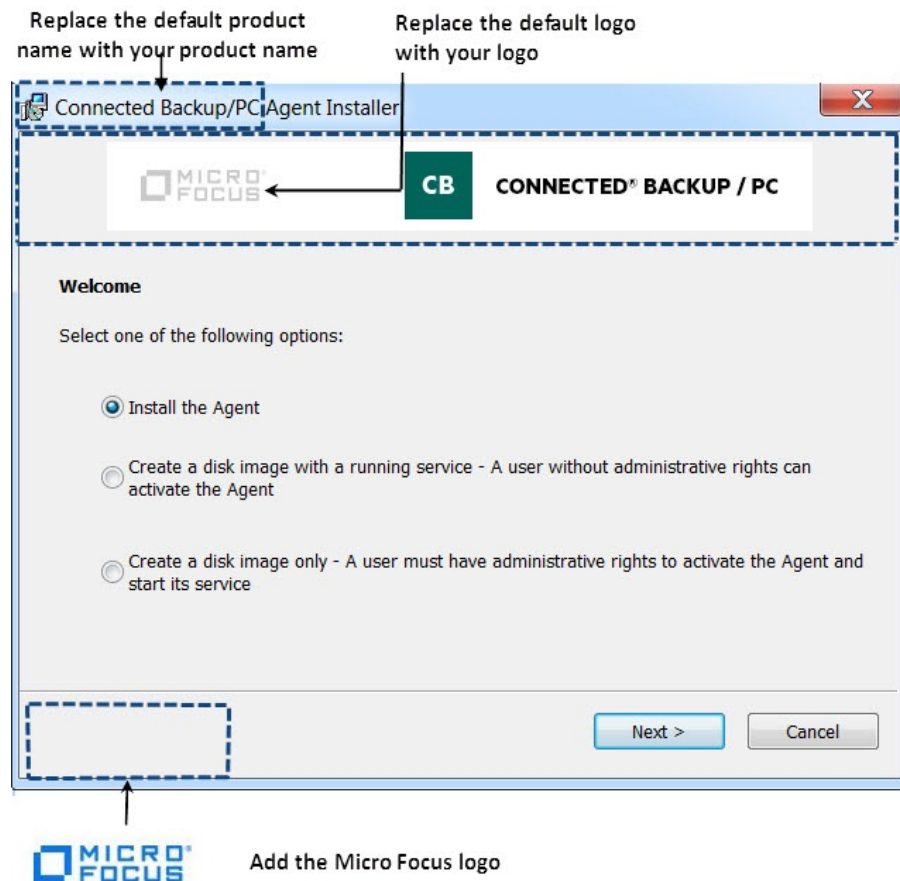 Replace the default product
name with your product name
Replace the default logo
with your logo
Connected Backup/PC Agent Installer
X
MICRO
FOCUS
CB
CONNECTED® BACKUP / PC
Welcome
Select one of the following options:
Install the Agent
Create a disk image with a running service - A user without administrative rights can
activate the Agent
Create a disk image only - A user must have administrative rights to activate the Agent and
start its service
Next >
Cancel
MICRO
FOCUS
Add the Micro Focus logo